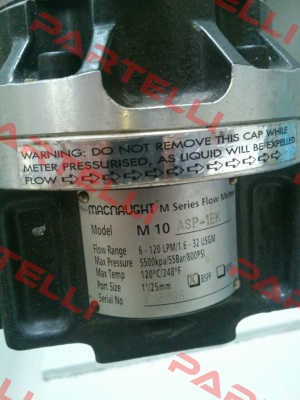 PARTELLI
WARNING: DO NOT REMOVE THIS CAP WHILE
METER PRESSURISED, AS LIQUID WILL BE EXPELLED
FLOW
MACNAUGHT M Series Flow Meter
Model M 10 ASP-1EK
Flow Range 6 - 120 LPM/1.6 - 32 USGM
Max Pressure 5500kpa/55Bar/800PSI
Max Temp 120°C/248°F
Port Size 1"/25mm
BSPF
Serial No
PARTELLI
PARTELLI